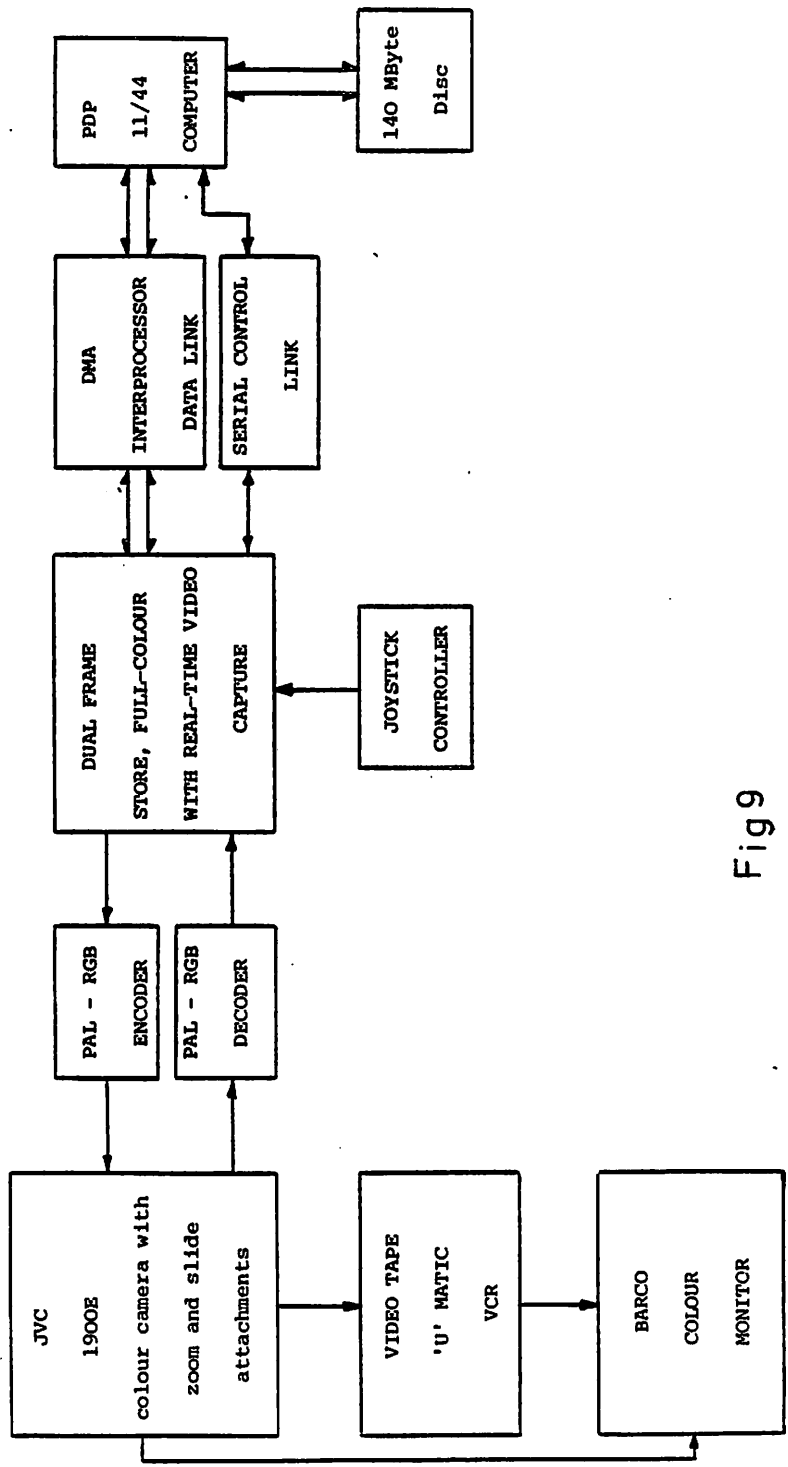 JVC
1900E
colour camera with
zoom and slide
attachments
PAL - RGB
ENCODER
PAL - RGB
DECODER
DUAL FRAME
STORE, FULL-COLOUR
WITH REAL-TIME VIDEO
CAPTURE
DMA
INTERPROCESSOR
DATA LINK
SERIAL CONTROL
LINK
PDP
11/44
COMPUTER
VIDEO TAPE
'U' MATIC
VCR
JOYSTICK
CONTROLLER
140 MByte
Disc
BARCO
COLOUR
MONITOR
Fig 9